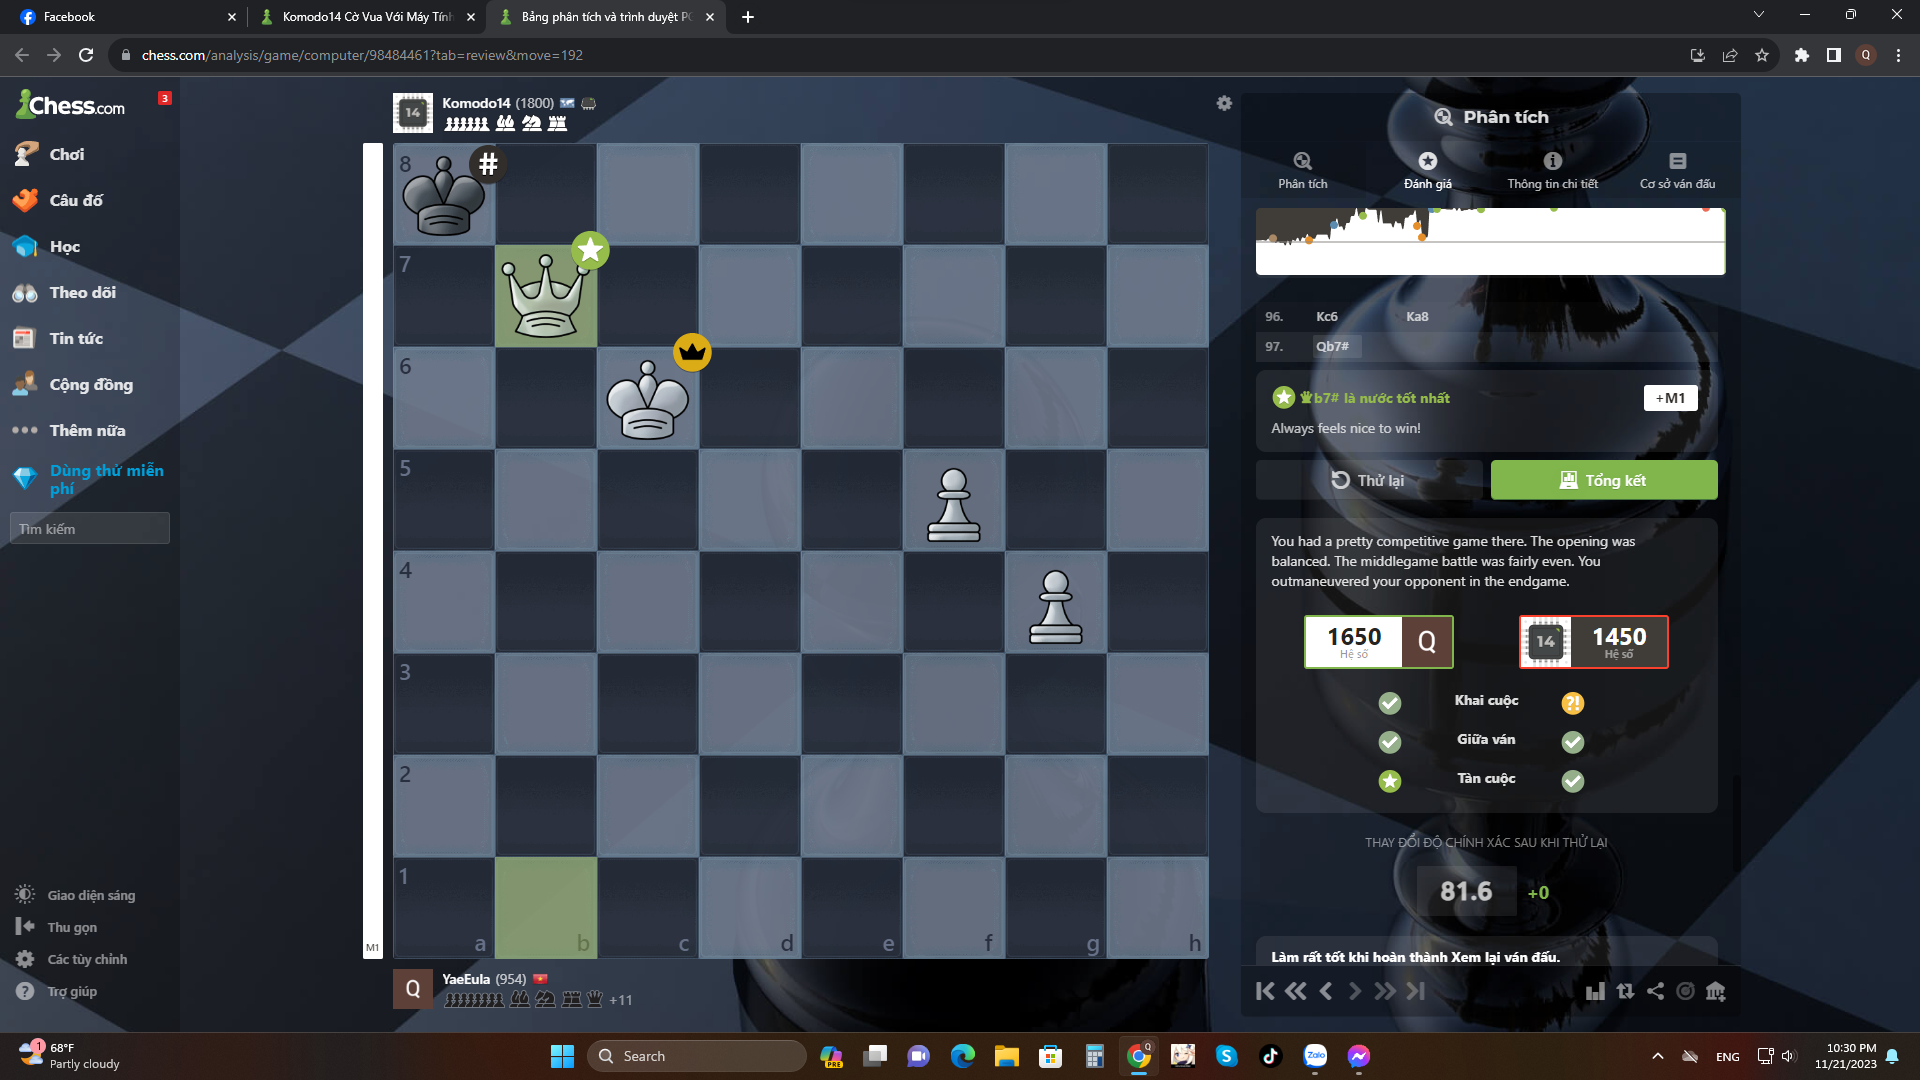 Facebook
Komodo14 Cờ Vua Với Máy Tính
Bảng phân tích và trình duyệt PG
chess.com/analysis/game/computer/98484461?tab=review&move=192
Q
Chess.com
3
Chơi
Câu đố
Học
Theo dõi
Tin tức
Cộng đồng
Thêm nữa
Dùng thử miễn
phí
Tìm kiếm
Giao diện sáng
Thu gọn
Các tùy chỉnh
Trợ giúp
14
Komodo14 (1800)
8
#
7
6
5
4
3
2
1
a b c d e f g h
M1
Q
YaeEula (954)
+11
Phân tích
Phân tích
Đánh giá
Thông tin chi tiết
Cơ sở ván đấu
96. Kc6 Ka8
97. Qb7#
b7# là nước tốt nhất
+M1
Always feels nice to win!
Thử lại
Tổng kết
You had a pretty competitive game there. The opening was
balanced. The middlegame battle was fairly even. You
outmaneuvered your opponent in the endgame.
1650
Hệ số
Q
14
1450
Hệ số
Khai cuộc
?!
Giữa ván
Tàn cuộc
THAY ĐỔI ĐỘ CHÍNH XÁC SAU KHI THỬ LẠI
81.6
+0
Làm rất tốt khi hoàn thành Xem lại ván đấu.
1
68°F
Partly cloudy
Search
PRE
Zalo
Q
ENG
10:30 PM
11/21/2023